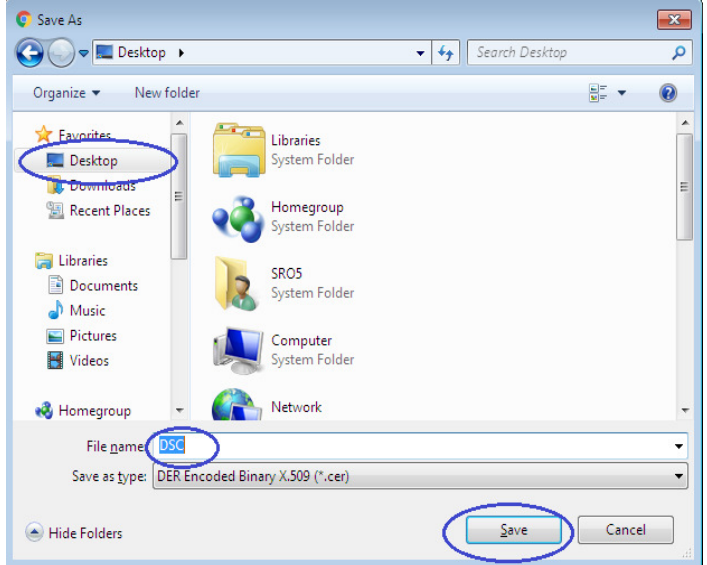 Save As
Desktop
Search Desktop
Organize New folder
Favorites
Desktop
Downloads
Recent Places
Libraries
Documents
Music
Pictures
Videos
Homegroup
Libraries
System Folder
Homegroup
System Folder
SRO5
System Folder
Computer
System Folder
Network
File name: DSC
Save as type: DER Encoded Binary X.509 (*.cer)
Hide Folders Save Cancel